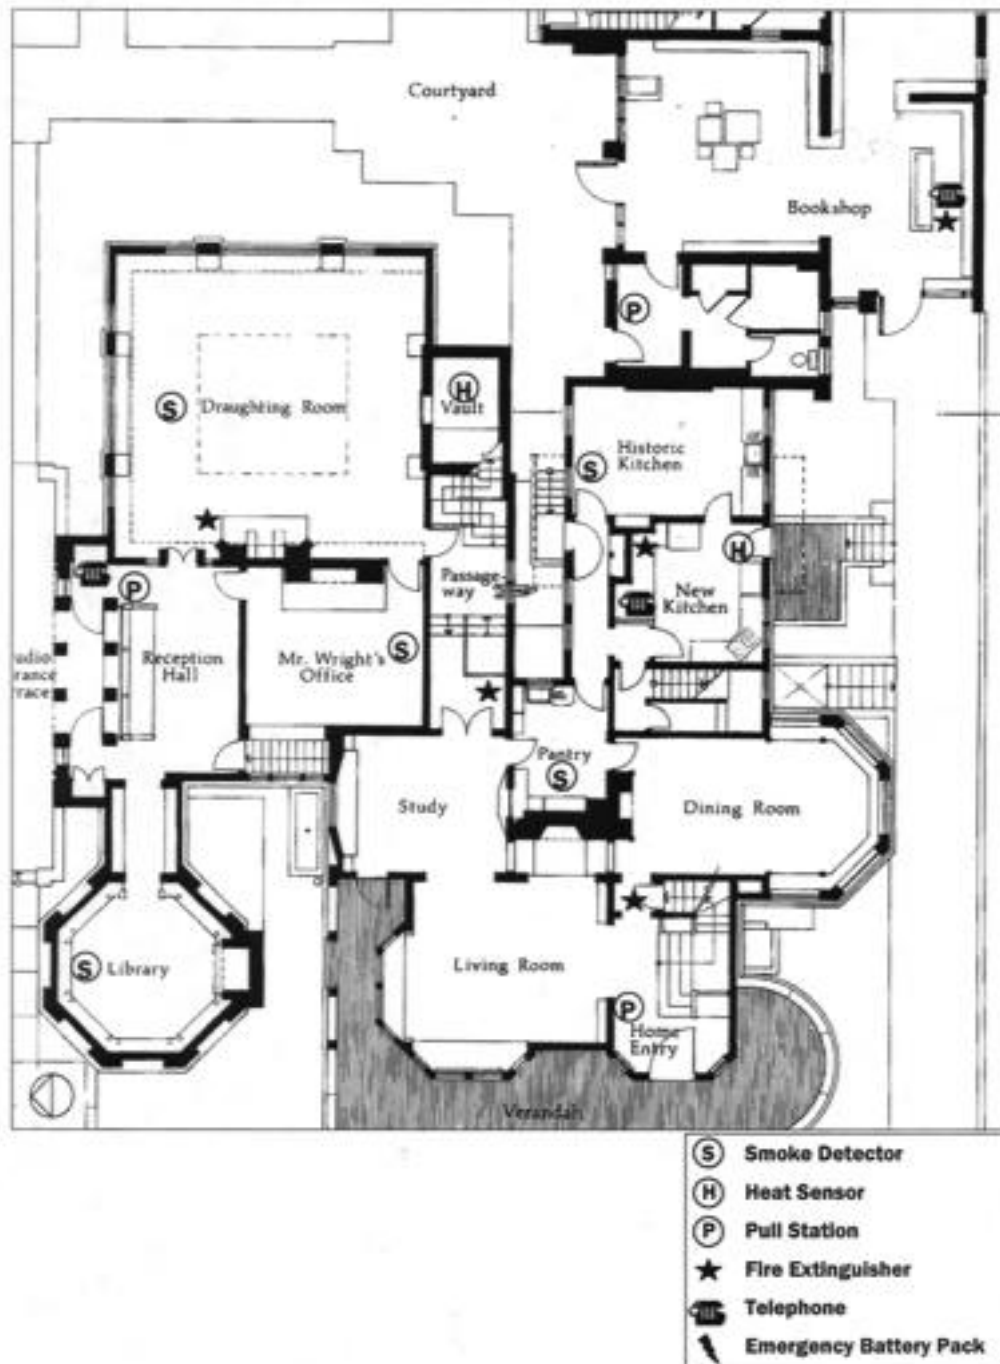 Courtyard
Bookshop
P
H
S
Draughting Room
Vault
Historic
Kitchen
S
H
P
Passage-
way
New
Kitchen
Reception
Hall
Mr. Wright's
Office
S
Pantry
S
Study
Dining Room
S
Library
Living Room
P
Home
Entry
Verandah
S Smoke Detector
H Heat Sensor
P Pull Station
Fire Extinguisher
Telephone
Emergency Battery Pack